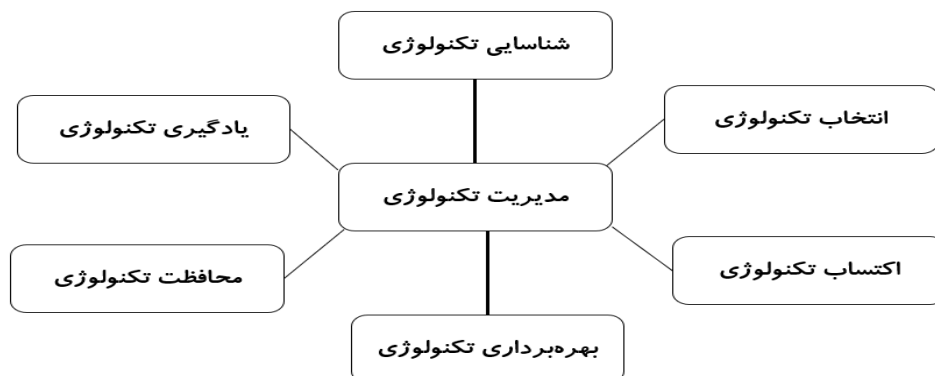 شناسایی تکنولوژی
انتخاب تکنولوژی
یادگیری تکنولوژی
مدیریت تکنولوژی
اکتساب تکنولوژی
محافظت تکنولوژی
بهره‌برداری تکنولوژی